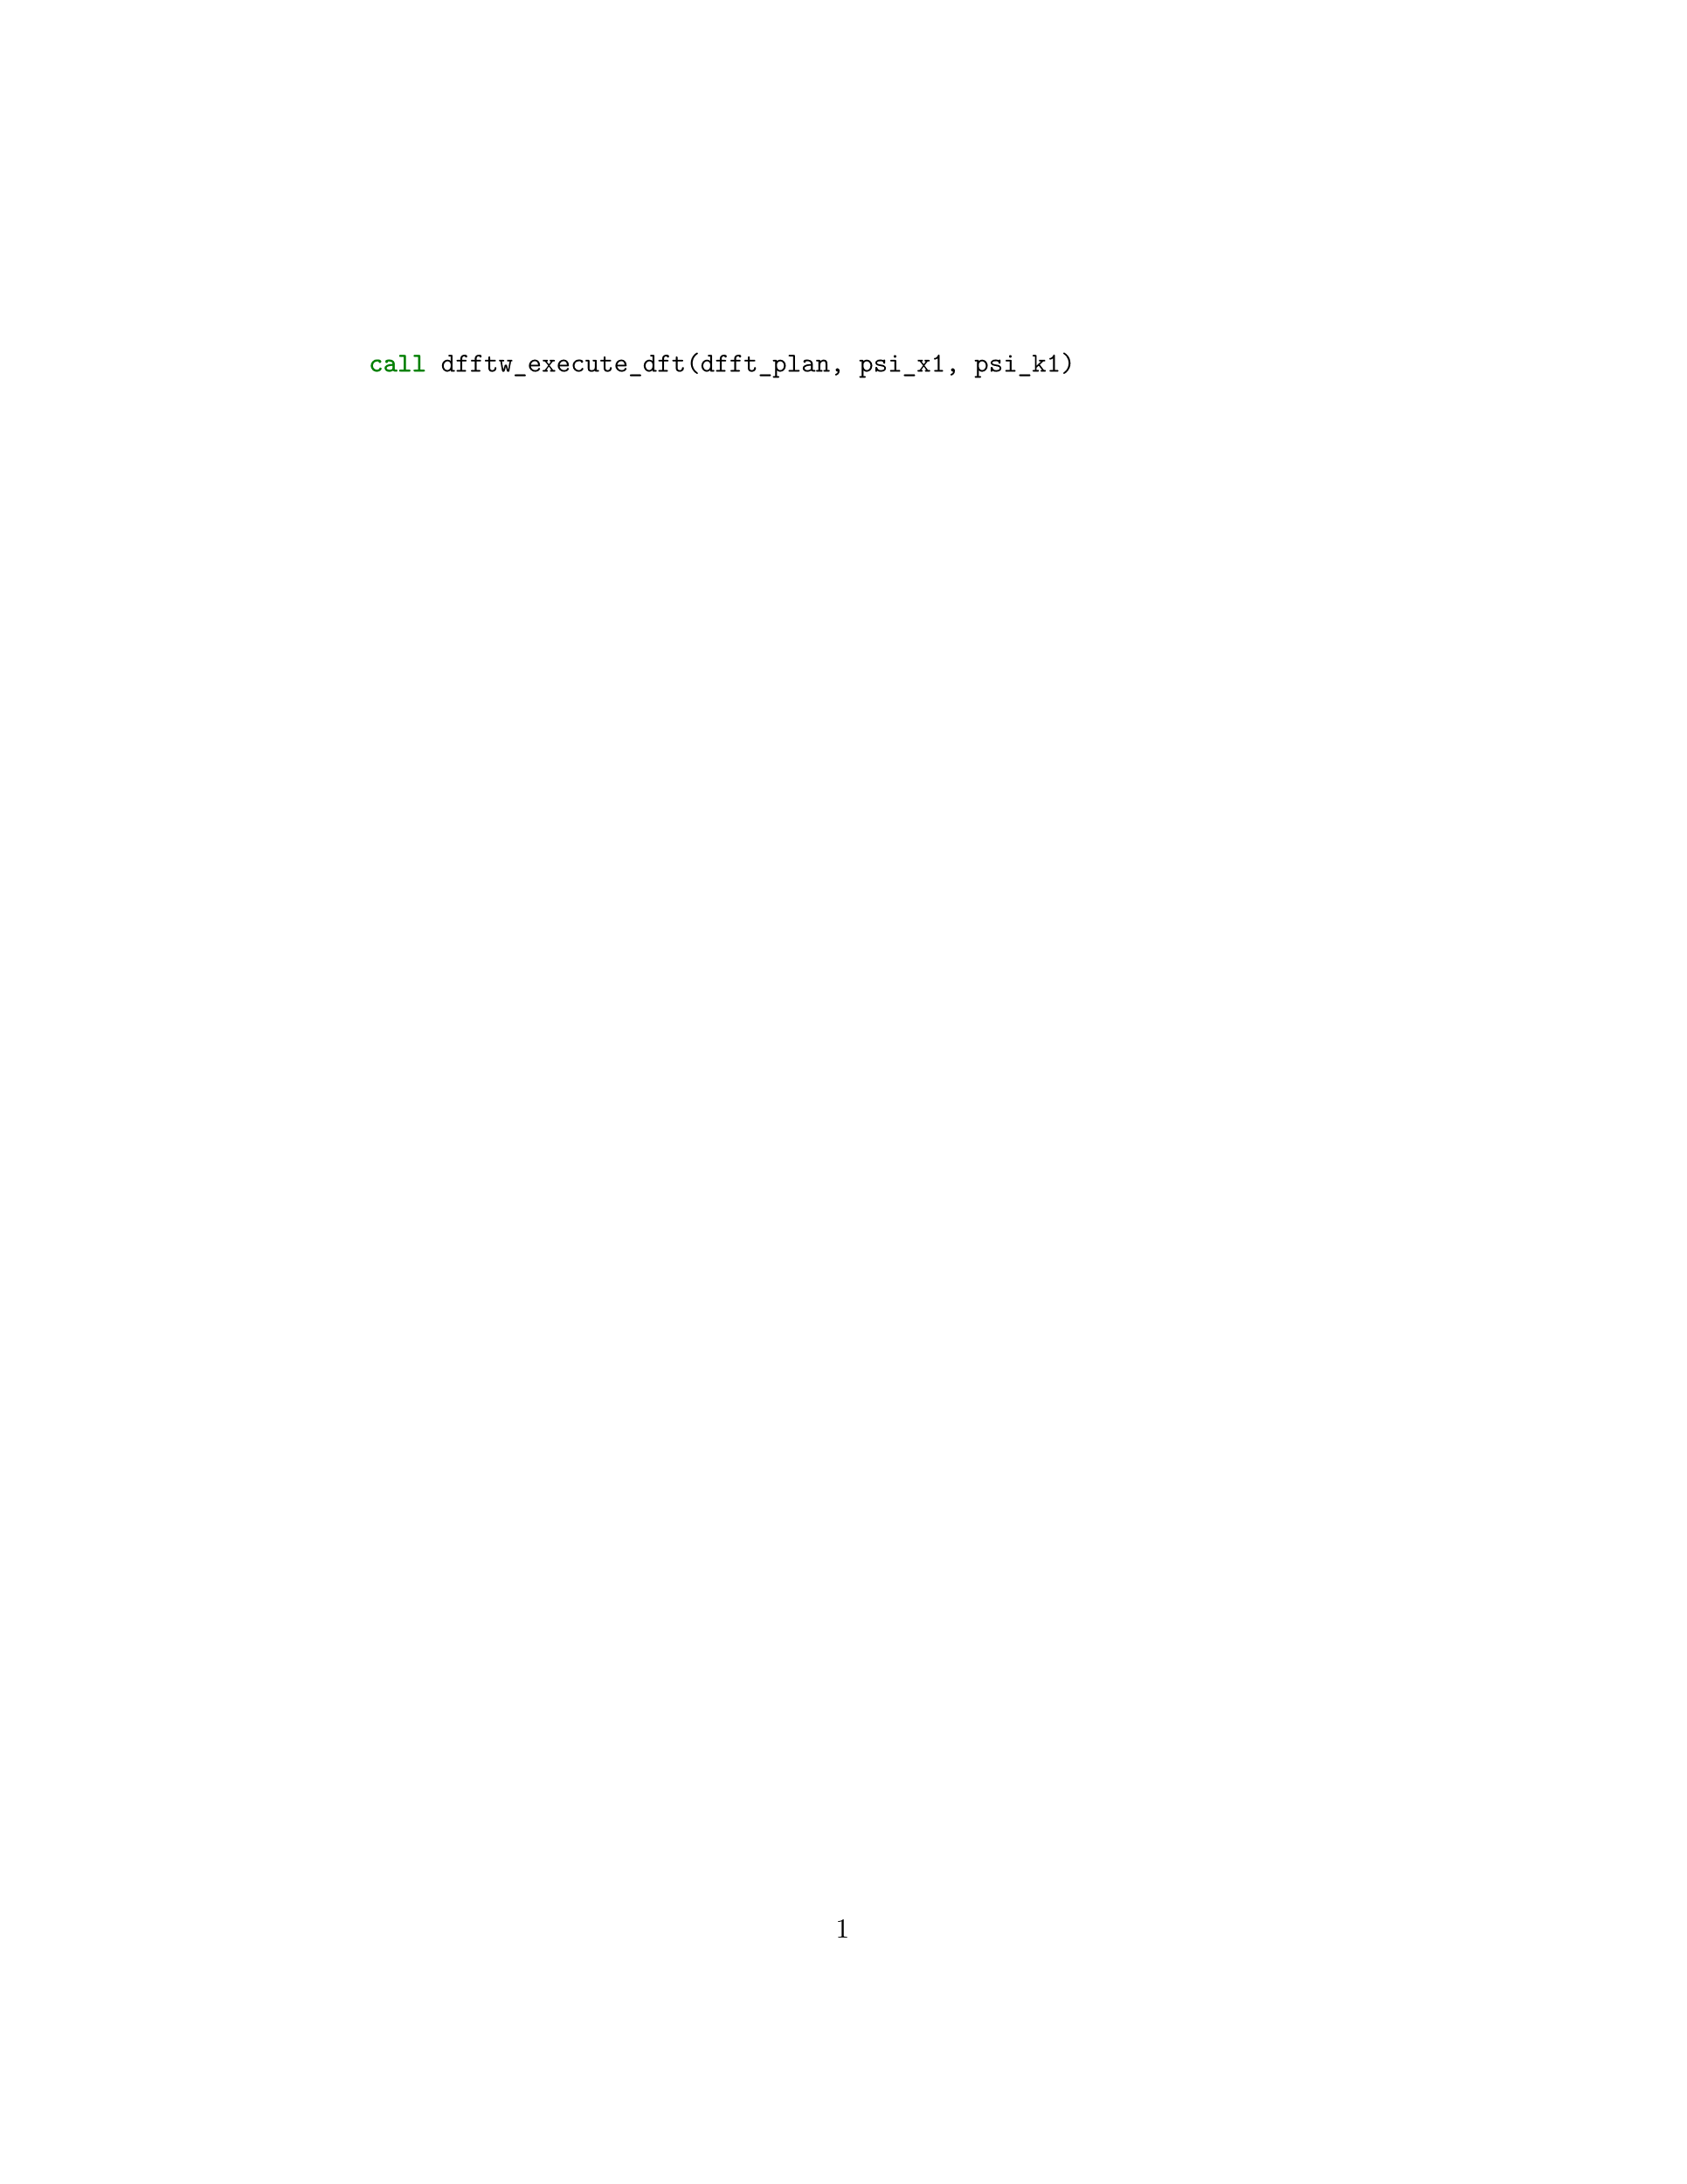 call dfftw_execute_dft(dfft_plan, psi_x1, psi_k1)
1